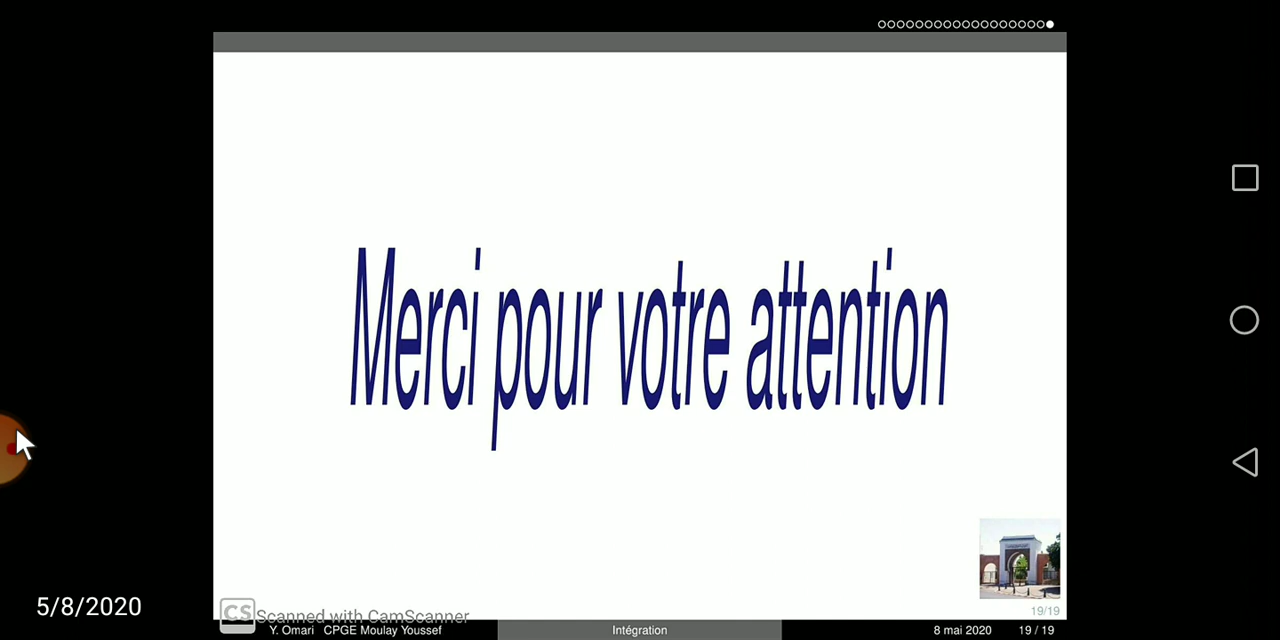 Merci pour votre attention
19/19
5/8/2020
CS Scanned with CamScanner
Y. Omari CPGE Moulay Youssef
Intégration
8 mai 2020
19 / 19